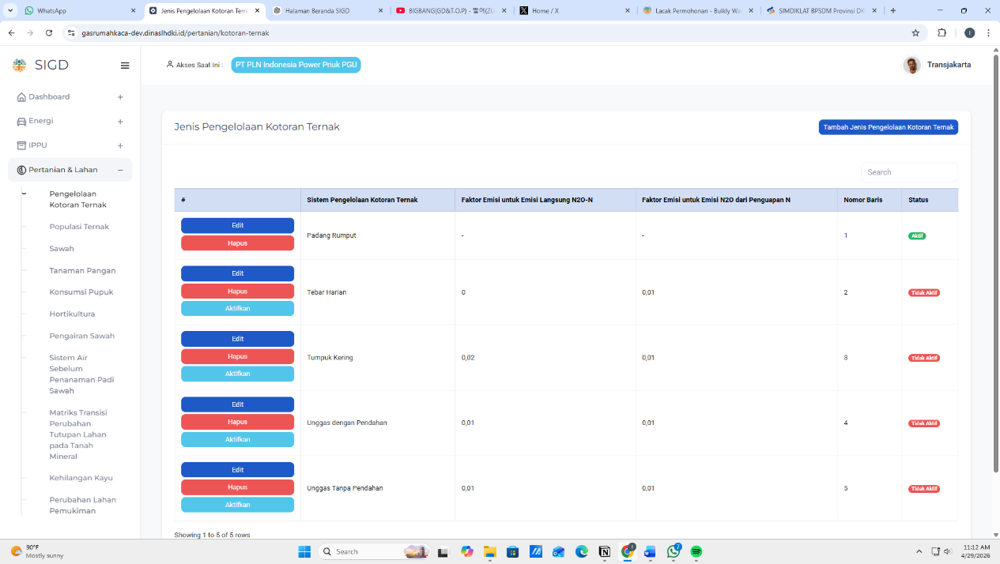 WhatsApp
Jenis Pengelolaan Kotoran Tern
Halaman Beranda SIGD
BIGBANG(GD&T.O.P) – 쩔어(ZU
Home / X
Lacak Permohonan – Bulkly Wa
SIMDIKLAT BPSDM Provinsi DK
gasrumahkaca-dev.dinaslhdki.id/pertanian/kotoran-ternak
I
SIGD
Akses Saat Ini :
PT PLN Indonesia Power Priuk PGU
Transjakarta
Dashboard
Energi
IPPU
Pertanian & Lahan
Pengelolaan
Kotoran Ternak
Populasi Ternak
Sawah
Tanaman Pangan
Konsumsi Pupuk
Hortikultura
Pengairan Sawah
Sistem Air
Sebelum
Penanaman Padi
Sawah
Matriks Transisi
Perubahan
Tutupan Lahan
pada Tanah
Mineral
Kehilangan Kayu
Perubahan Lahan
Pemukiman
Jenis Pengelolaan Kotoran Ternak
Tambah Jenis Pengelolaan Kotoran Ternak
Search
# Sistem Pengelolaan Kotoran Ternak Faktor Emisi untuk Emisi Langsung N2O-N Faktor Emisi untuk Emisi N2O dari Penguapan N Nomor Baris Status
Edit
Hapus
Padang Rumput - - 1 Aktif
Edit
Hapus
Aktifkan
Tebar Harian 0 0,01 2 Tidak Aktif
Edit
Hapus
Aktifkan
Tumpuk Kering 0,02 0,01 3 Tidak Aktif
Edit
Hapus
Aktifkan
Unggas dengan Pendahan 0,01 0,01 4 Tidak Aktif
Edit
Hapus
Aktifkan
Unggas Tanpa Pendahan 0,01 0,01 5 Tidak Aktif
Showing 1 to 5 of 5 rows
90°F
Mostly sunny
Search
1
7
11:12 AM
4/29/2026